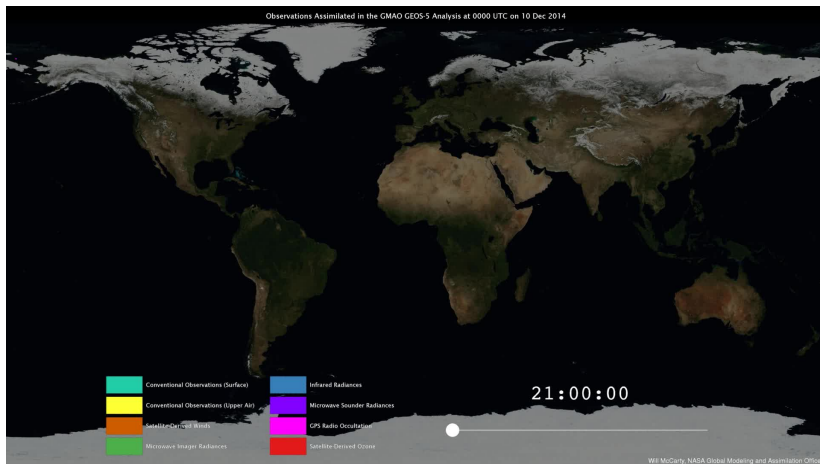 Observations Assimilated in the GMAO GEOS-5 Analysis at 0000 UTC on 10 Dec 2014
Conventional Observations (Surface)
Conventional Observations (Upper Air)
Satellite-Derived Winds
Microwave Imager Radiances
Infrared Radiances
Microwave Sounder Radiances
GPS Radio Occultation
Satellite-Derived Ozone
21:00:00
Will McCarty, NASA Global Modeling and Assimilation Office